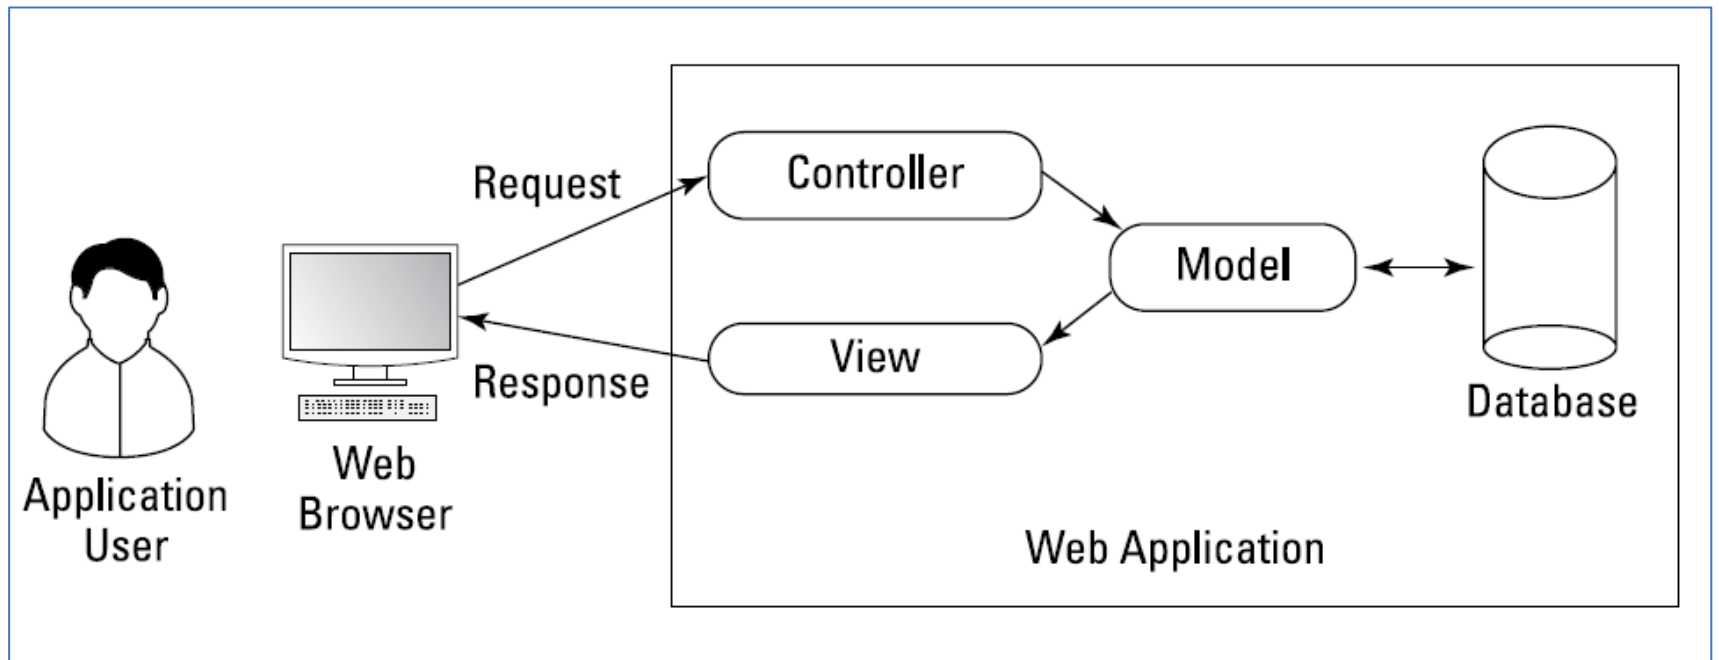 Request
Controller
Model
View
Response
Database
Web
Browser
Application
User
Web Application